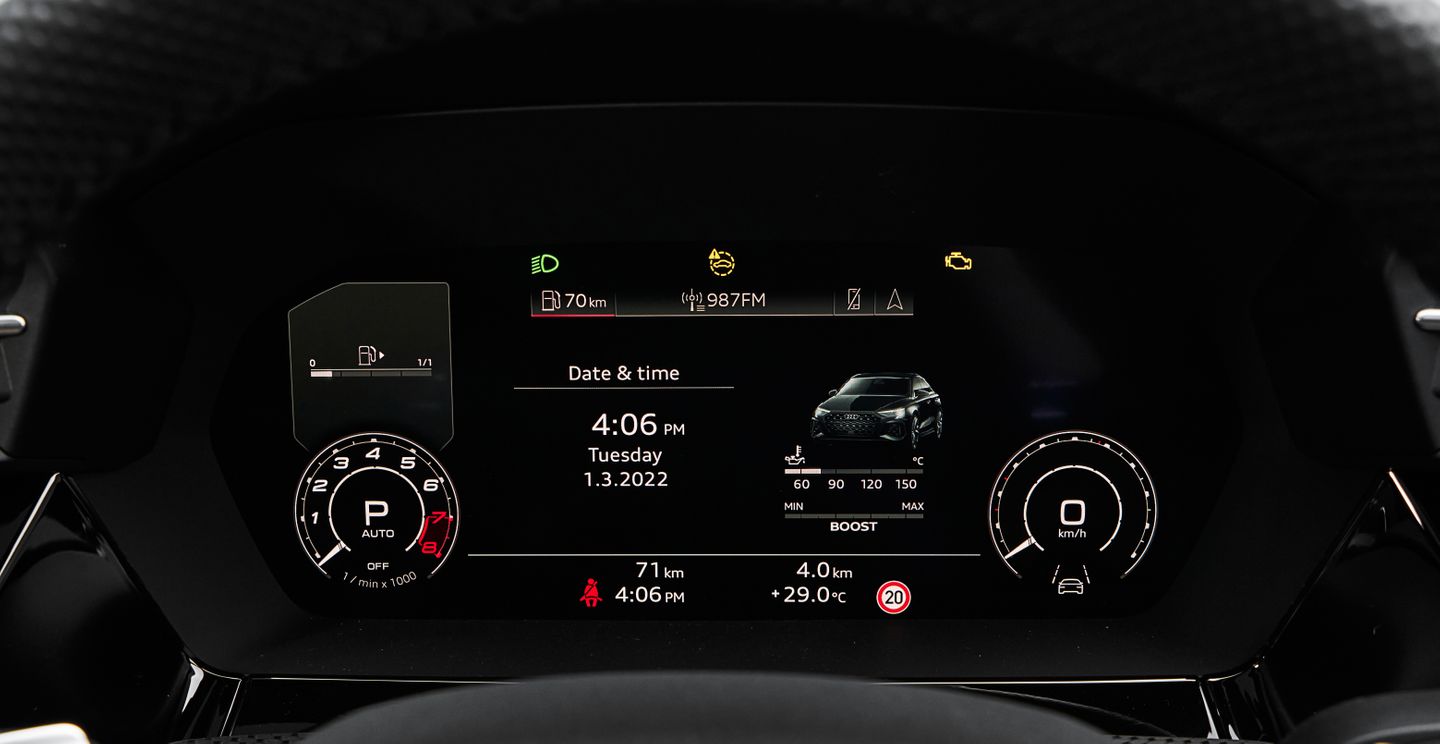 70 km
987FM
0
1/1
Date & time
4:06 PM
Tuesday
1.3.2022
°C
60 90 120 150
MIN MAX
BOOST
1
2
3
4
5
6
7
8
P
AUTO
OFF
1 / min x 1000
0
km/h
71 km
4:06 PM
4.0 km
+29.0 °C
20